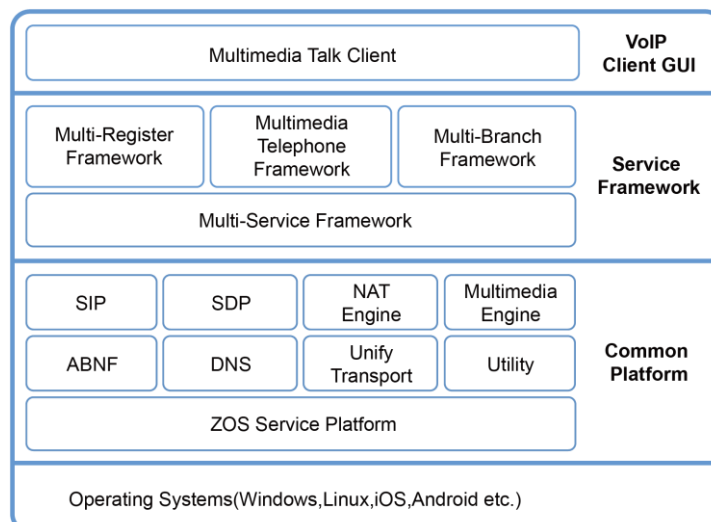 Multimedia Talk Client
VoIP
Client GUI
Multi-Register
Framework
Multimedia
Telephone
Framework
Multi-Branch
Framework
Multi-Service Framework
Service
Framework
SIP
SDP
NAT
Engine
Multimedia
Engine
ABNF
DNS
Unify
Transport
Utility
ZOS Service Platform
Common
Platform
Operating Systems(Windows,Linux,iOS,Android etc.)